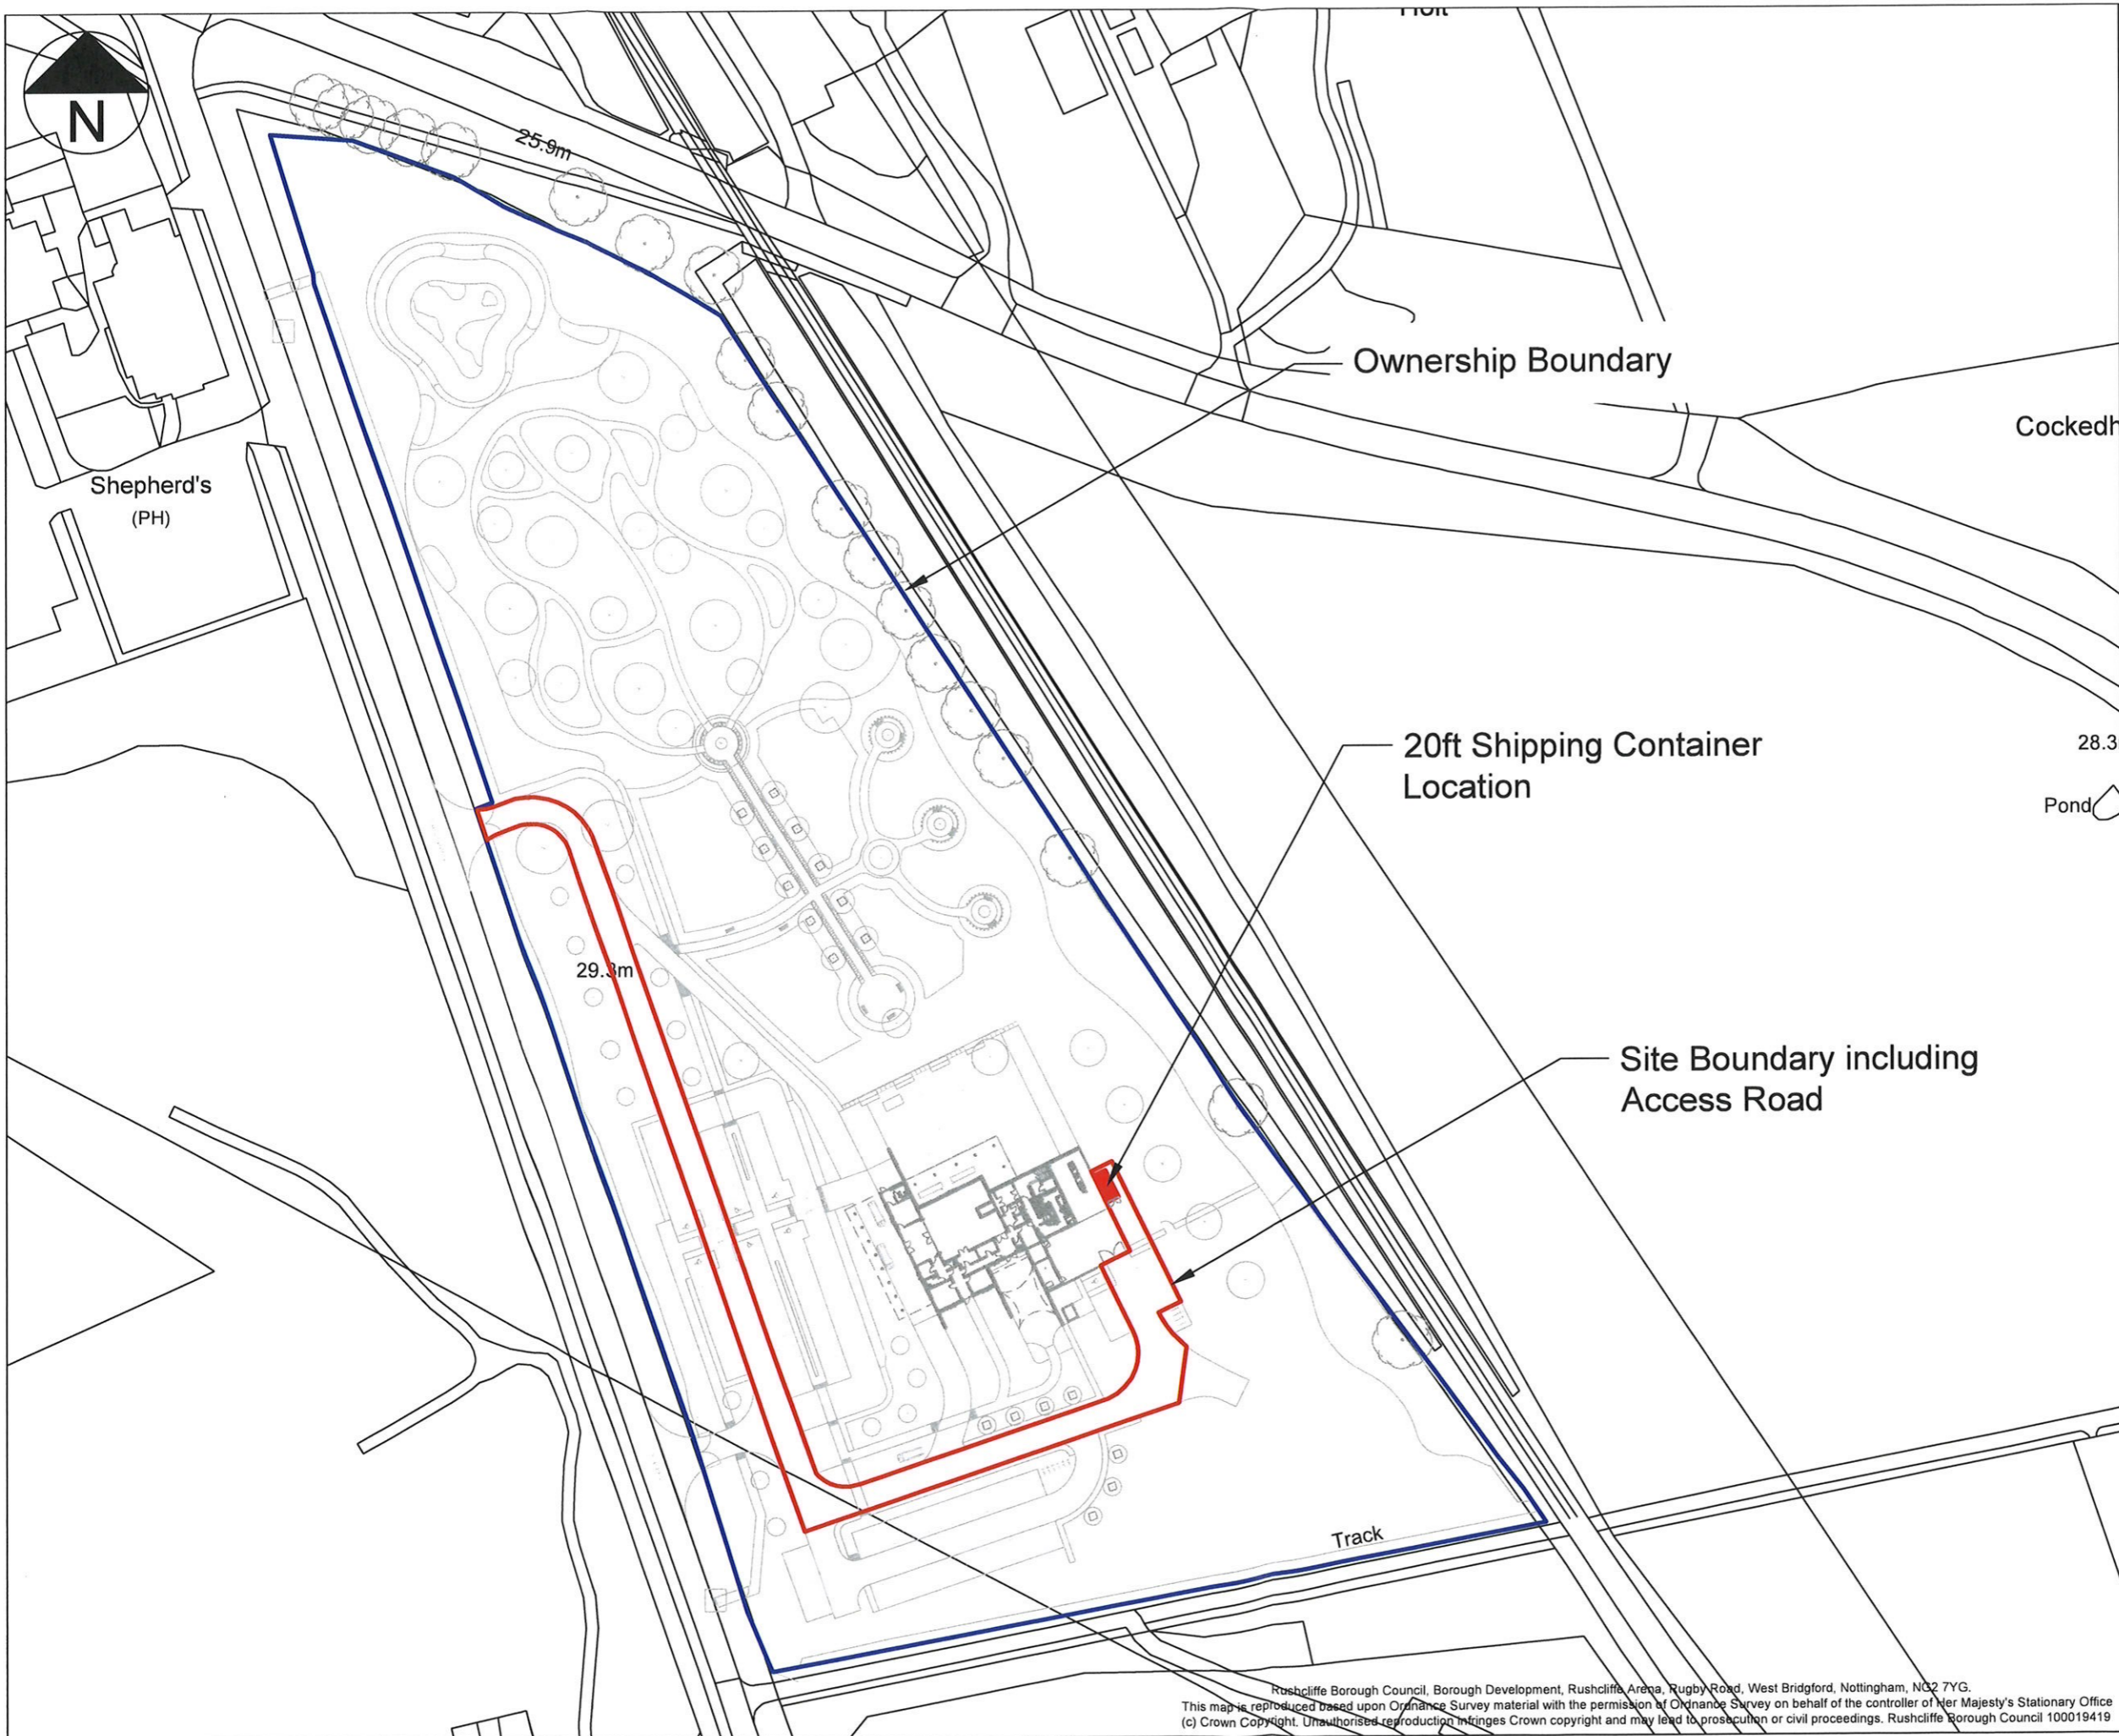 N
25.9m
Ownership Boundary
Shepherd's
(PH)
20ft Shipping Container
Location
28.3
Pond
29.3m
Site Boundary including
Access Road
Track
Rushcliffe Borough Council, Borough Development, Rushcliffe Arena, Rugby Road, West Bridgford, Nottingham, NG2 7YG.
This map is reproduced based upon Ordnance Survey material with the permission of Ordnance Survey on behalf of the controller of Her Majesty's Stationary Office
(c) Crown Copyright. Unauthorised reproduction infringes Crown copyright and may lead to prosecution or civil proceedings. Rushcliffe Borough Council 100019419